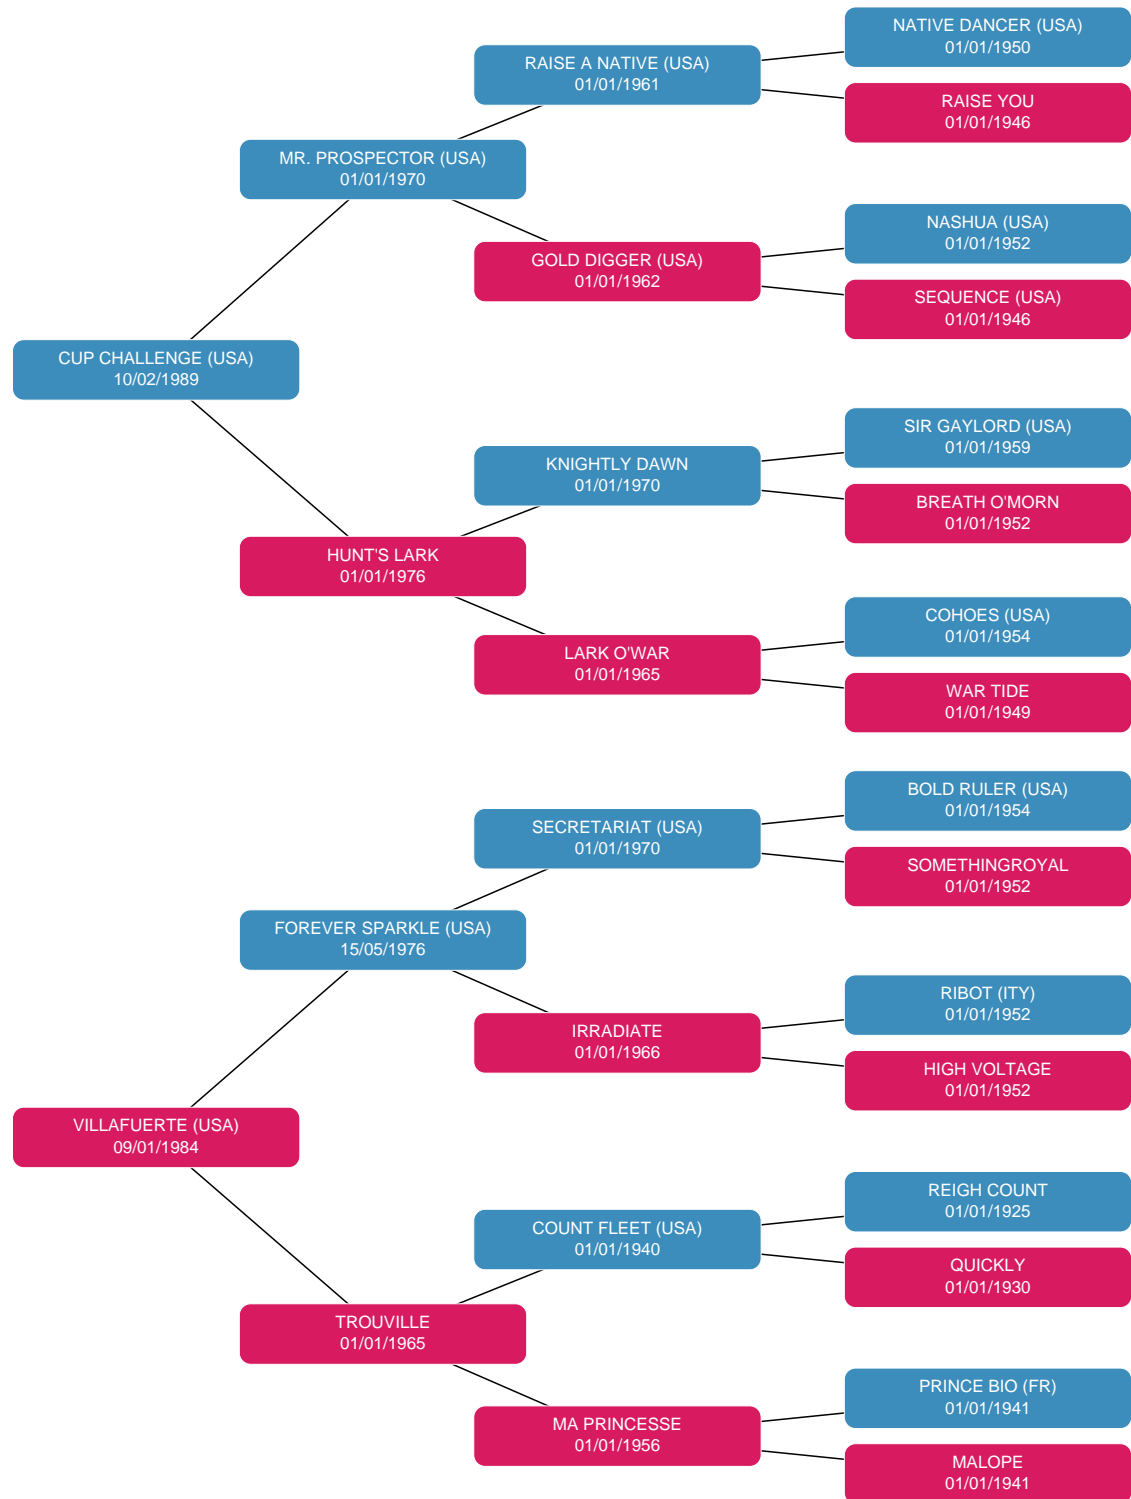 NATIVE DANCER (USA)
01/01/1950
RAISE A NATIVE (USA)
01/01/1961
RAISE YOU
01/01/1946
MR. PROSPECTOR (USA)
01/01/1970
NASHUA (USA)
01/01/1952
GOLD DIGGER (USA)
01/01/1962
SEQUENCE (USA)
01/01/1946
CUP CHALLENGE (USA)
10/02/1989
SIR GAYLORD (USA)
01/01/1959
KNIGHTLY DAWN
01/01/1970
BREATH O'MORN
01/01/1952
HUNT'S LARK
01/01/1976
COHOES (USA)
01/01/1954
LARK O'WAR
01/01/1965
WAR TIDE
01/01/1949
BOLD RULER (USA)
01/01/1954
SECRETARIAT (USA)
01/01/1970
SOMETHINGROYAL
01/01/1952
FOREVER SPARKLE (USA)
15/05/1976
RIBOT (ITY)
01/01/1952
IRRADIATE
01/01/1966
HIGH VOLTAGE
01/01/1952
VILLAFUERTE (USA)
09/01/1984
REIGH COUNT
01/01/1925
COUNT FLEET (USA)
01/01/1940
QUICKLY
01/01/1930
TROUVILLE
01/01/1965
PRINCE BIO (FR)
01/01/1941
MA PRINCESSE
01/01/1956
MALOPE
01/01/1941